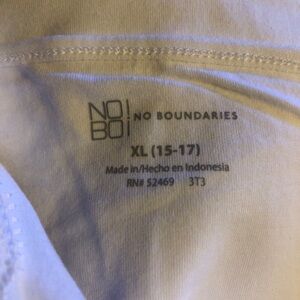 NO!
BO!
NO BOUNDARIES
XL (15-17)
Made in/Hecho en Indonesia
RN# 52469 3T3